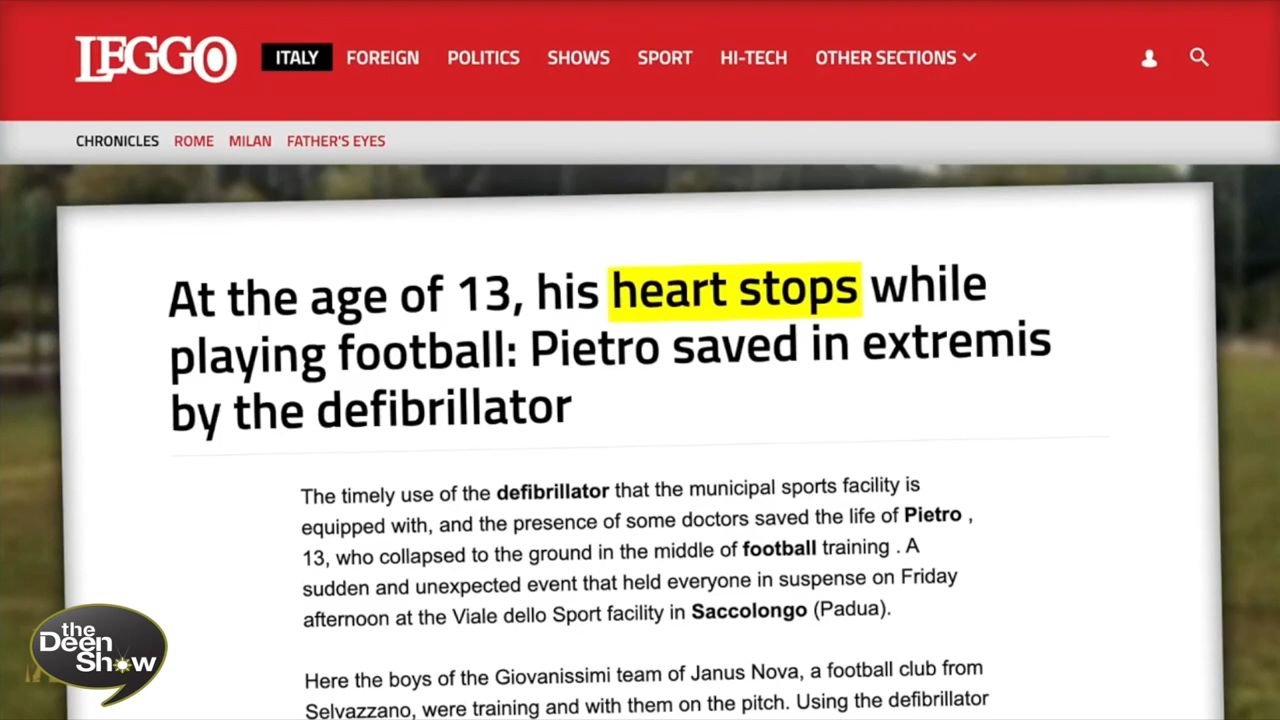 LEGGO
ITALY FOREIGN POLITICS SHOWS SPORT HI-TECH OTHER SECTIONS
CHRONICLES ROME MILAN FATHER'S EYES
At the age of 13, his heart stops while
playing football: Pietro saved in extremis
by the defibrillator
The timely use of the defibrillator that the municipal sports facility is
equipped with, and the presence of some doctors saved the life of Pietro ,
13, who collapsed to the ground in the middle of football training . A
sudden and unexpected event that held everyone in suspense on Friday
afternoon at the Viale dello Sport facility in Saccolongo (Padua).
Here the boys of the Giovanissimi team of Janus Nova, a football club from
Selvazzano, were training and with them on the pitch. Using the defibrillator
the
Deen
Show